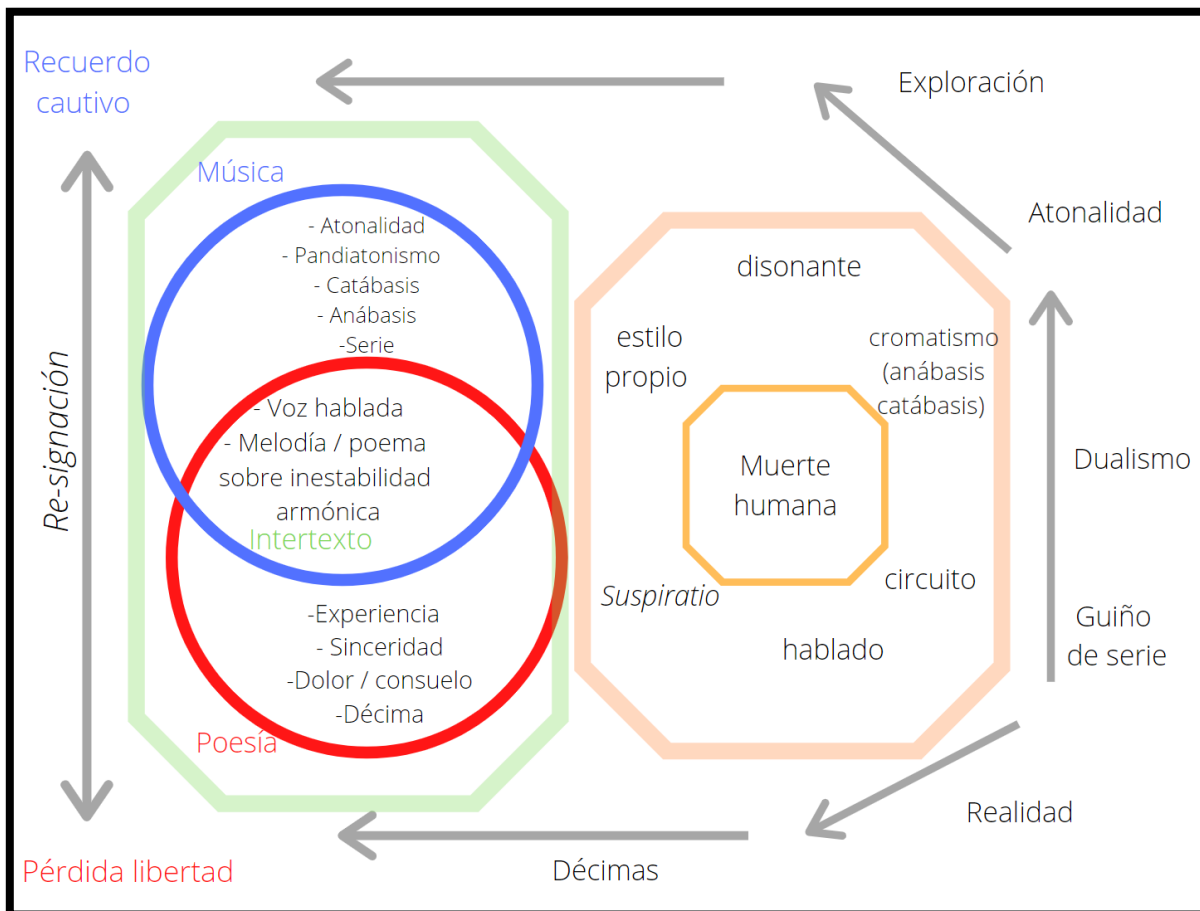 Recuerdo
cautivo
Exploración
Música
Atonalidad
- Atonalidad
- Pandiatonismo
- Catábasis
- Anábasis
-Serie
disonante
estilo
propio
cromatismo
(anábasis
catábasis)
Re-signación
- Voz hablada
- Melodía / poema
sobre inestabilidad
armónica
Intertexto
Muerte
humana
Dualismo
Suspiratio
circuito
hablado
Guiño
de serie
-Experiencia
- Sinceridad
-Dolor / consuelo
-Décima
Poesía
Realidad
Pérdida libertad
Décimas